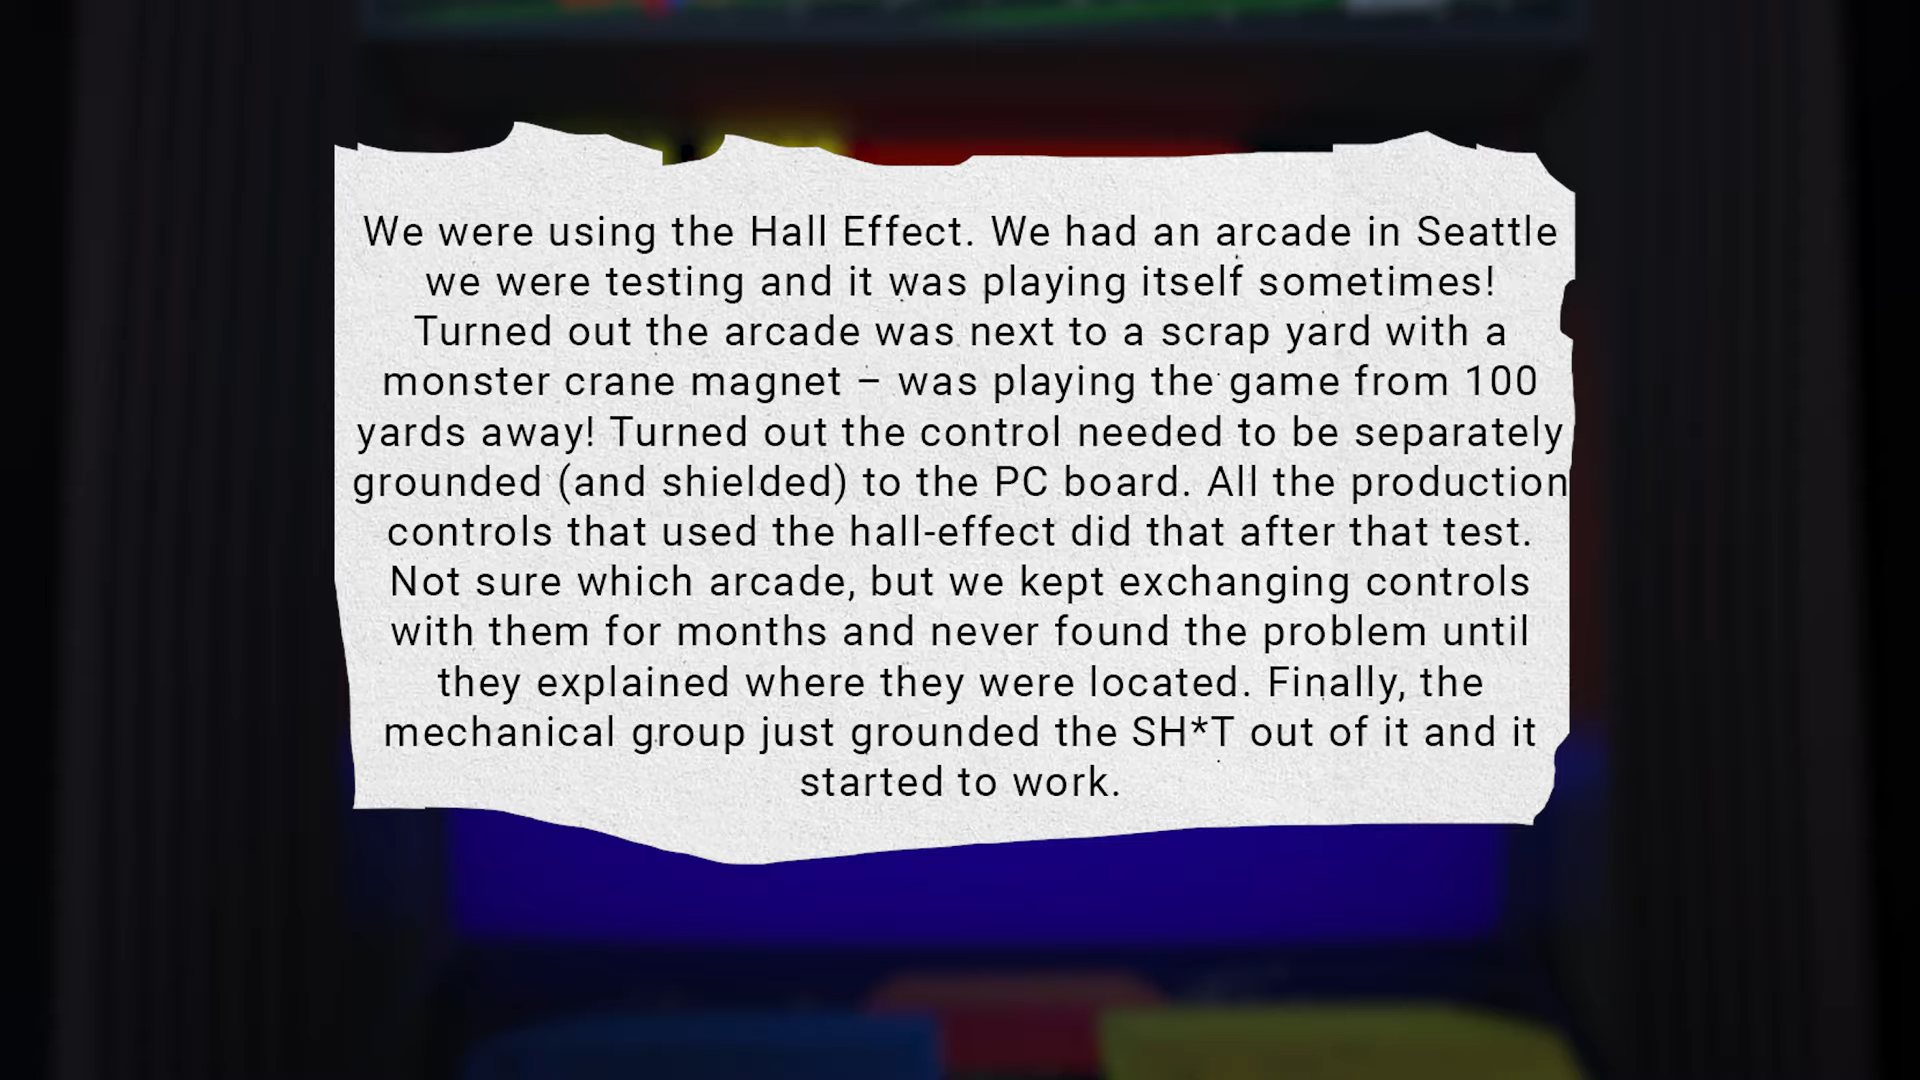 We were using the Hall Effect. We had an arcade in Seattle
we were testing and it was playing itself sometimes!
Turned out the arcade was next to a scrap yard with a
monster crane magnet – was playing the game from 100
yards away! Turned out the control needed to be separately
grounded (and shielded) to the PC board. All the production
controls that used the hall-effect did that after that test.
Not sure which arcade, but we kept exchanging controls
with them for months and never found the problem until
they explained where they were located. Finally, the
mechanical group just grounded the SH*T out of it and it
started to work.